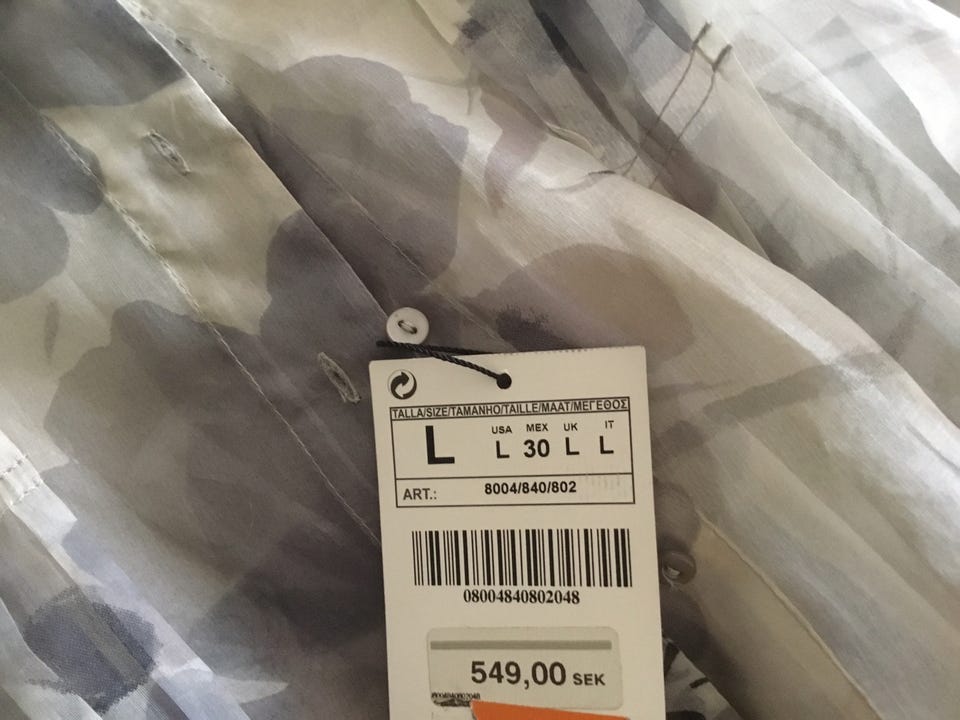 TALLA/SIZE/TAMANHO/TAILLE/MAAT/ΜΕΓΕΘΟΣ
USA MEX UK IT
L L 30 L L
ART.: 8004/840/802
08004840802048
549,00 SEK